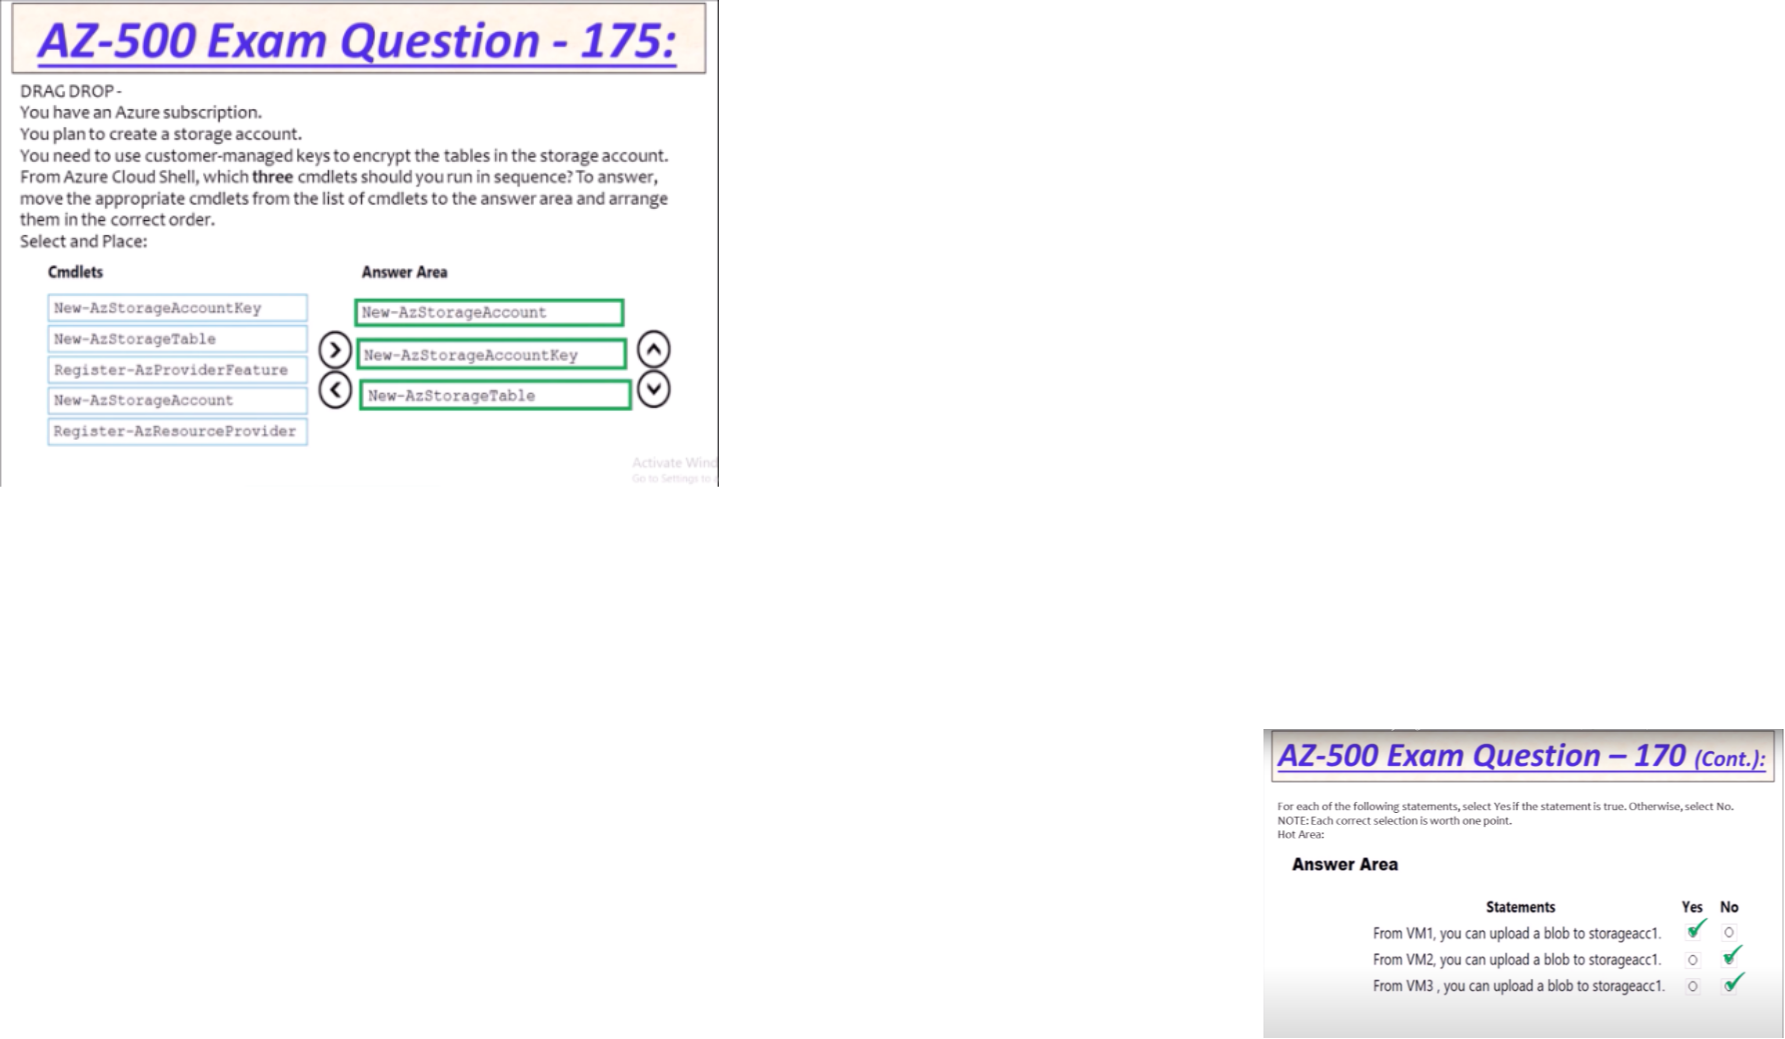 AZ-500 Exam Question - 175:
DRAG DROP -
You have an Azure subscription.
You plan to create a storage account.
You need to use customer-managed keys to encrypt the tables in the storage account.
From Azure Cloud Shell, which three cmdlets should you run in sequence? To answer,
move the appropriate cmdlets from the list of cmdlets to the answer area and arrange
them in the correct order.
Select and Place:
Cmdlets
New-AzStorageAccountKey
New-AzStorageTable
Register-AzProviderFeature
New-AzStorageAccount
Register-AzResourceProvider
Answer Area
New-AzStorageAccount
New-AzStorageAccountKey
New-AzStorageTable
Activate Wind
Go to Settings to
AZ-500 Exam Question – 170 (Cont.):
For each of the following statements, select Yes if the statement is true. Otherwise, select No.
NOTE: Each correct selection is worth one point.
Hot Area:
Answer Area
Statements Yes No
From VM1, you can upload a blob to storageacc1.
From VM2, you can upload a blob to storageacc1.
From VM3 , you can upload a blob to storageacc1.